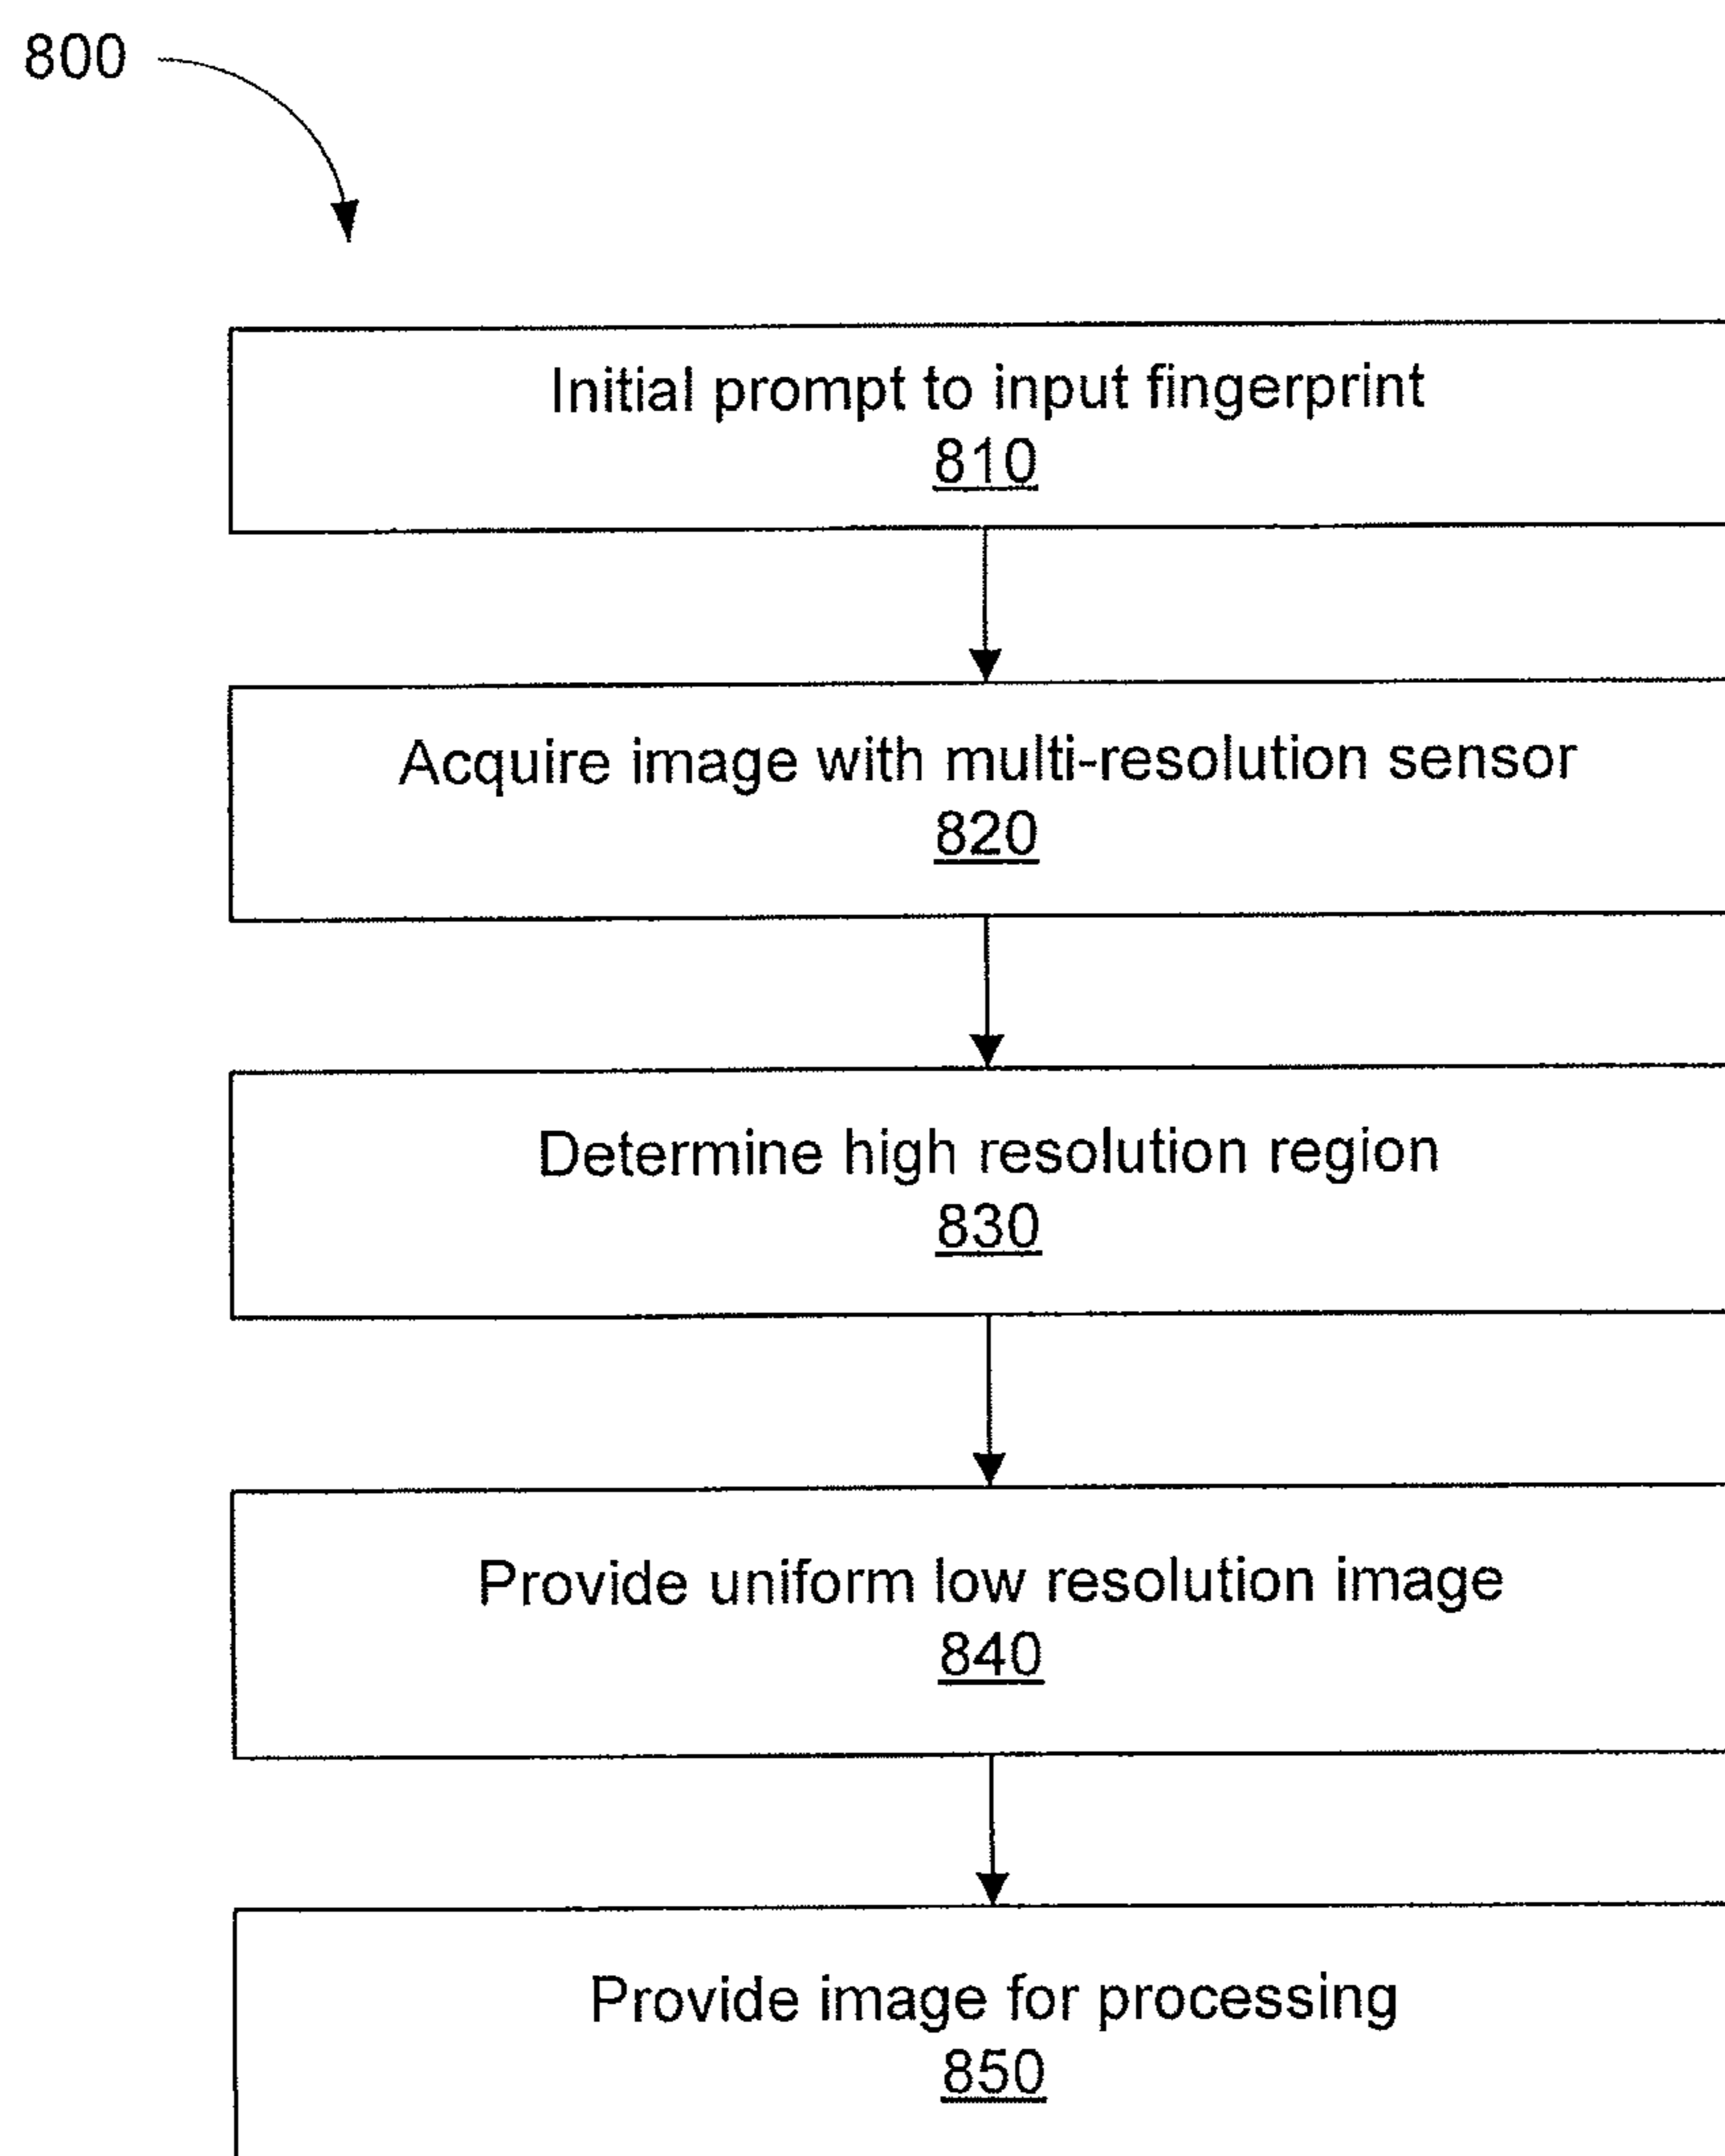 800
Initial prompt to input fingerprint
810
Acquire image with multi-resolution sensor
820
Determine high resolution region
830
Provide uniform low resolution image
840
Provide image for processing
850